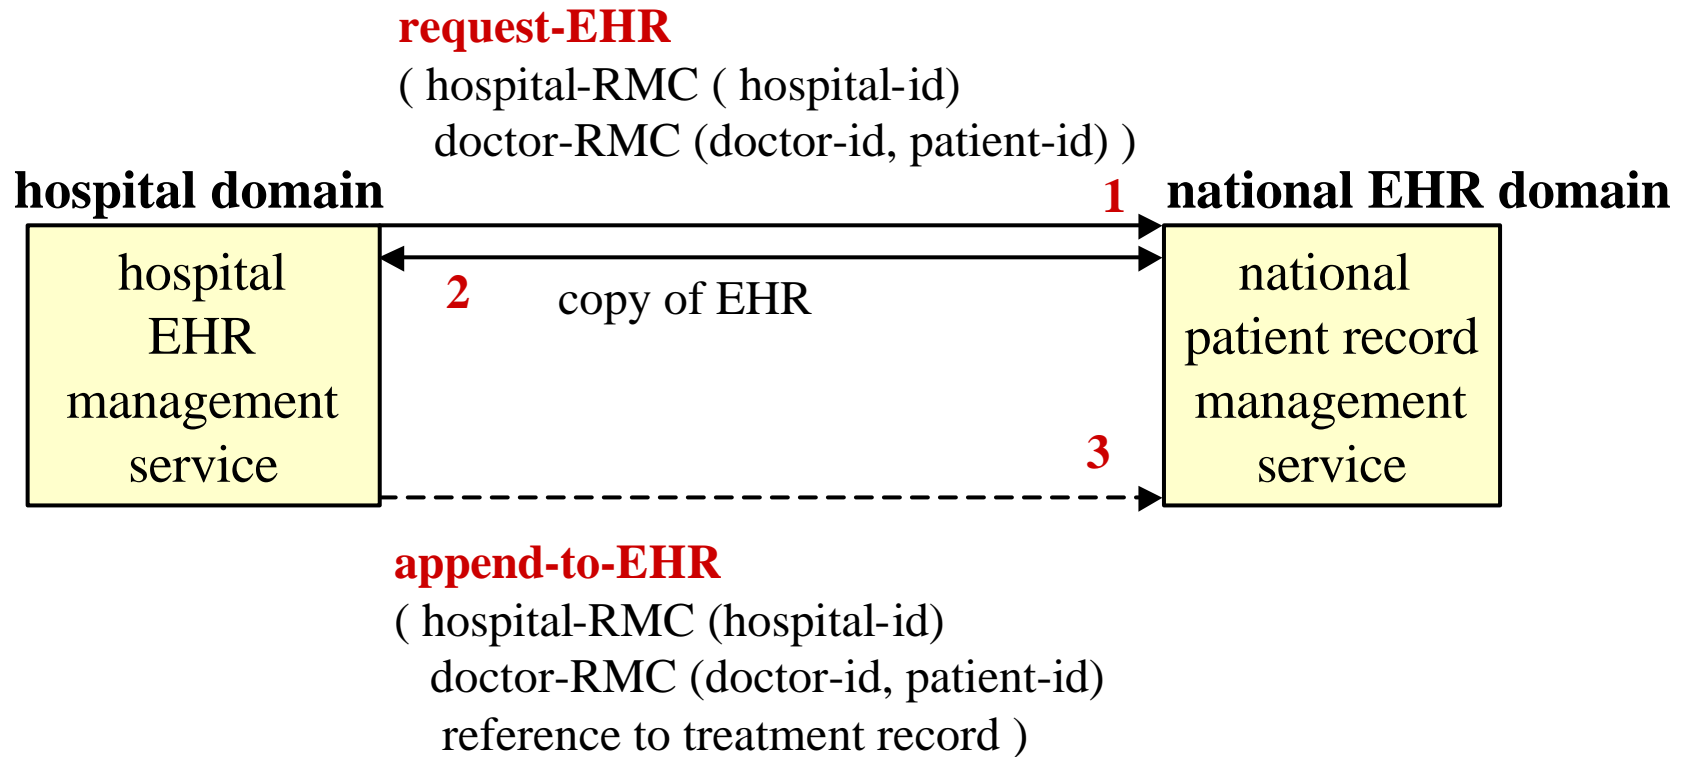 request-EHR
( hospital-RMC ( hospital-id)
doctor-RMC (doctor-id, patient-id) )
hospital domain
1
national EHR domain
hospital
EHR
management
service
2
copy of EHR
national
patient record
management
service
3
append-to-EHR
( hospital-RMC (hospital-id)
doctor-RMC (doctor-id, patient-id)
reference to treatment record )